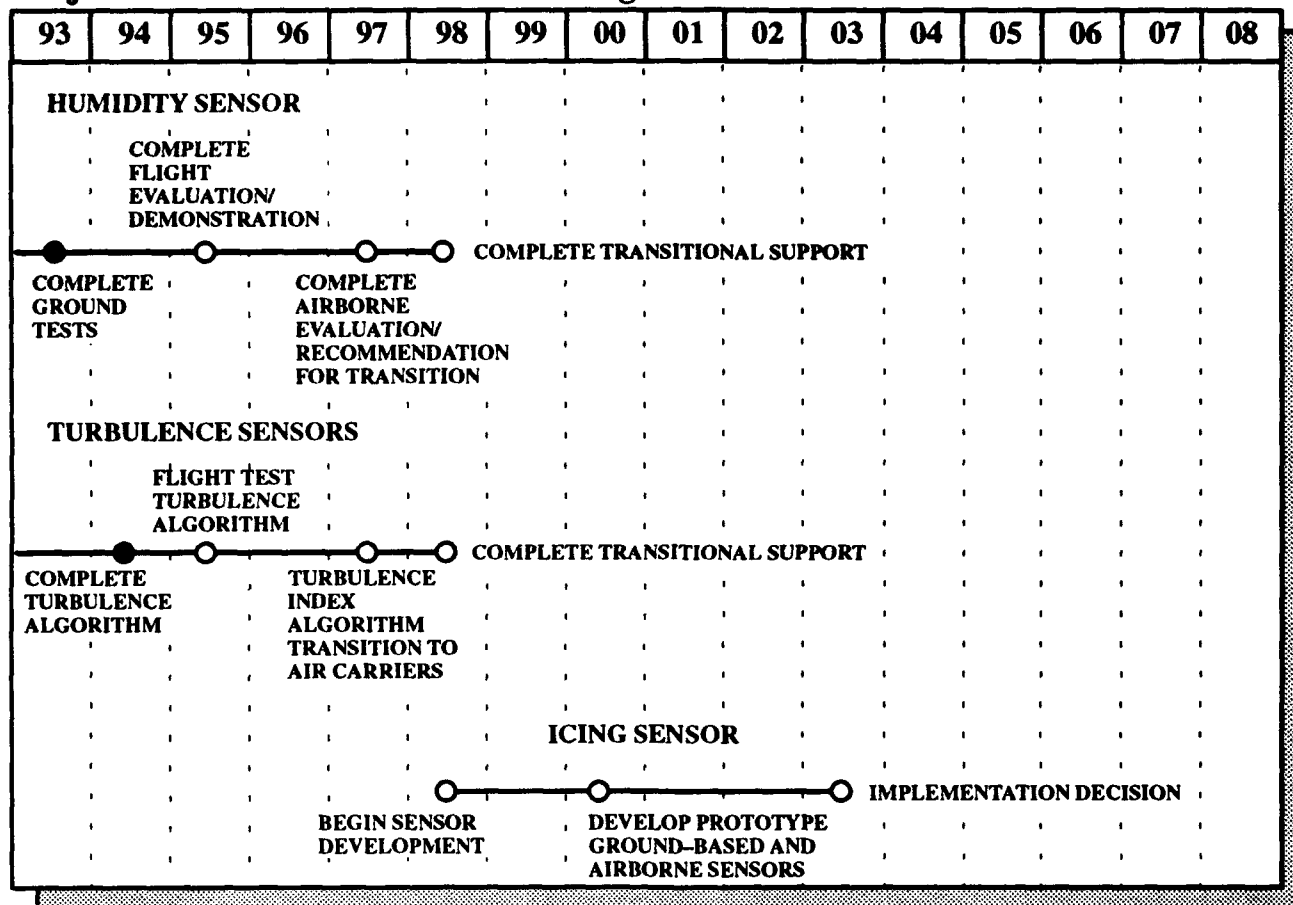 93 94 95 96 97 98 99 00 01 02 03 04 05 06 07 08
HUMIDITY SENSOR
COMPLETE
FLIGHT
EVALUATION/
DEMONSTRATION
COMPLETE TRANSITIONAL SUPPORT
COMPLETE
GROUND
TESTS
COMPLETE
AIRBORNE
EVALUATION/
RECOMMENDATION
FOR TRANSITION
TURBULENCE SENSORS
FLIGHT TEST
TURBULENCE
ALGORITHM
COMPLETE TRANSITIONAL SUPPORT
COMPLETE
TURBULENCE
ALGORITHM
TURBULENCE
INDEX
ALGORITHM
TRANSITION TO
AIR CARRIERS
ICING SENSOR
IMPLEMENTATION DECISION
BEGIN SENSOR
DEVELOPMENT
DEVELOP PROTOTYPE
GROUND-BASED AND
AIRBORNE SENSORS